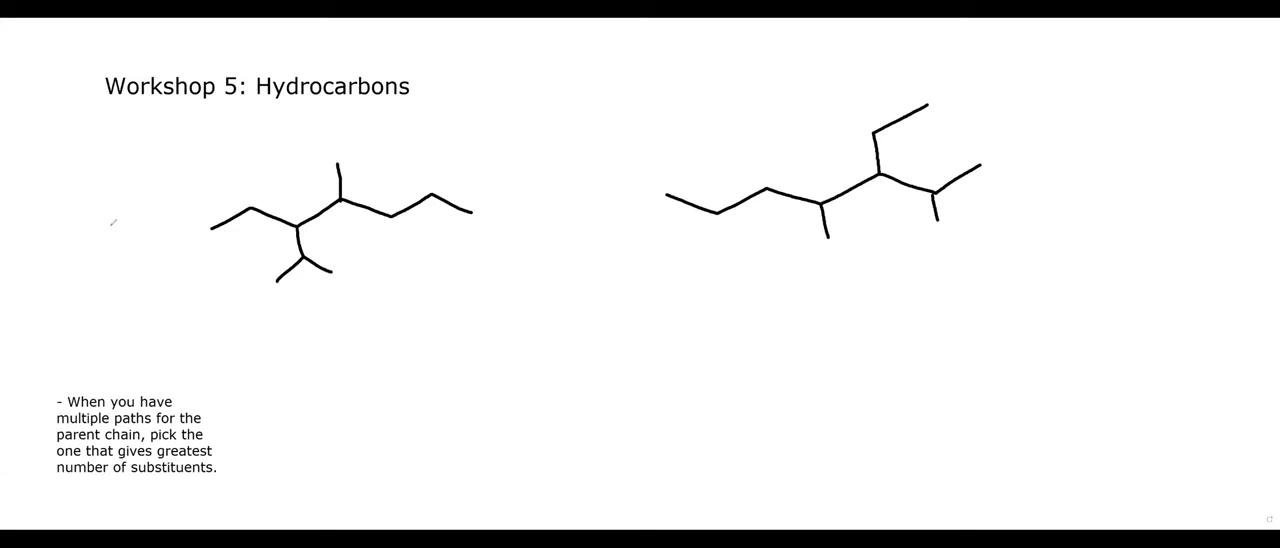 Workshop 5: Hydrocarbons
- When you have
multiple paths for the
parent chain, pick the
one that gives greatest
number of substituents.